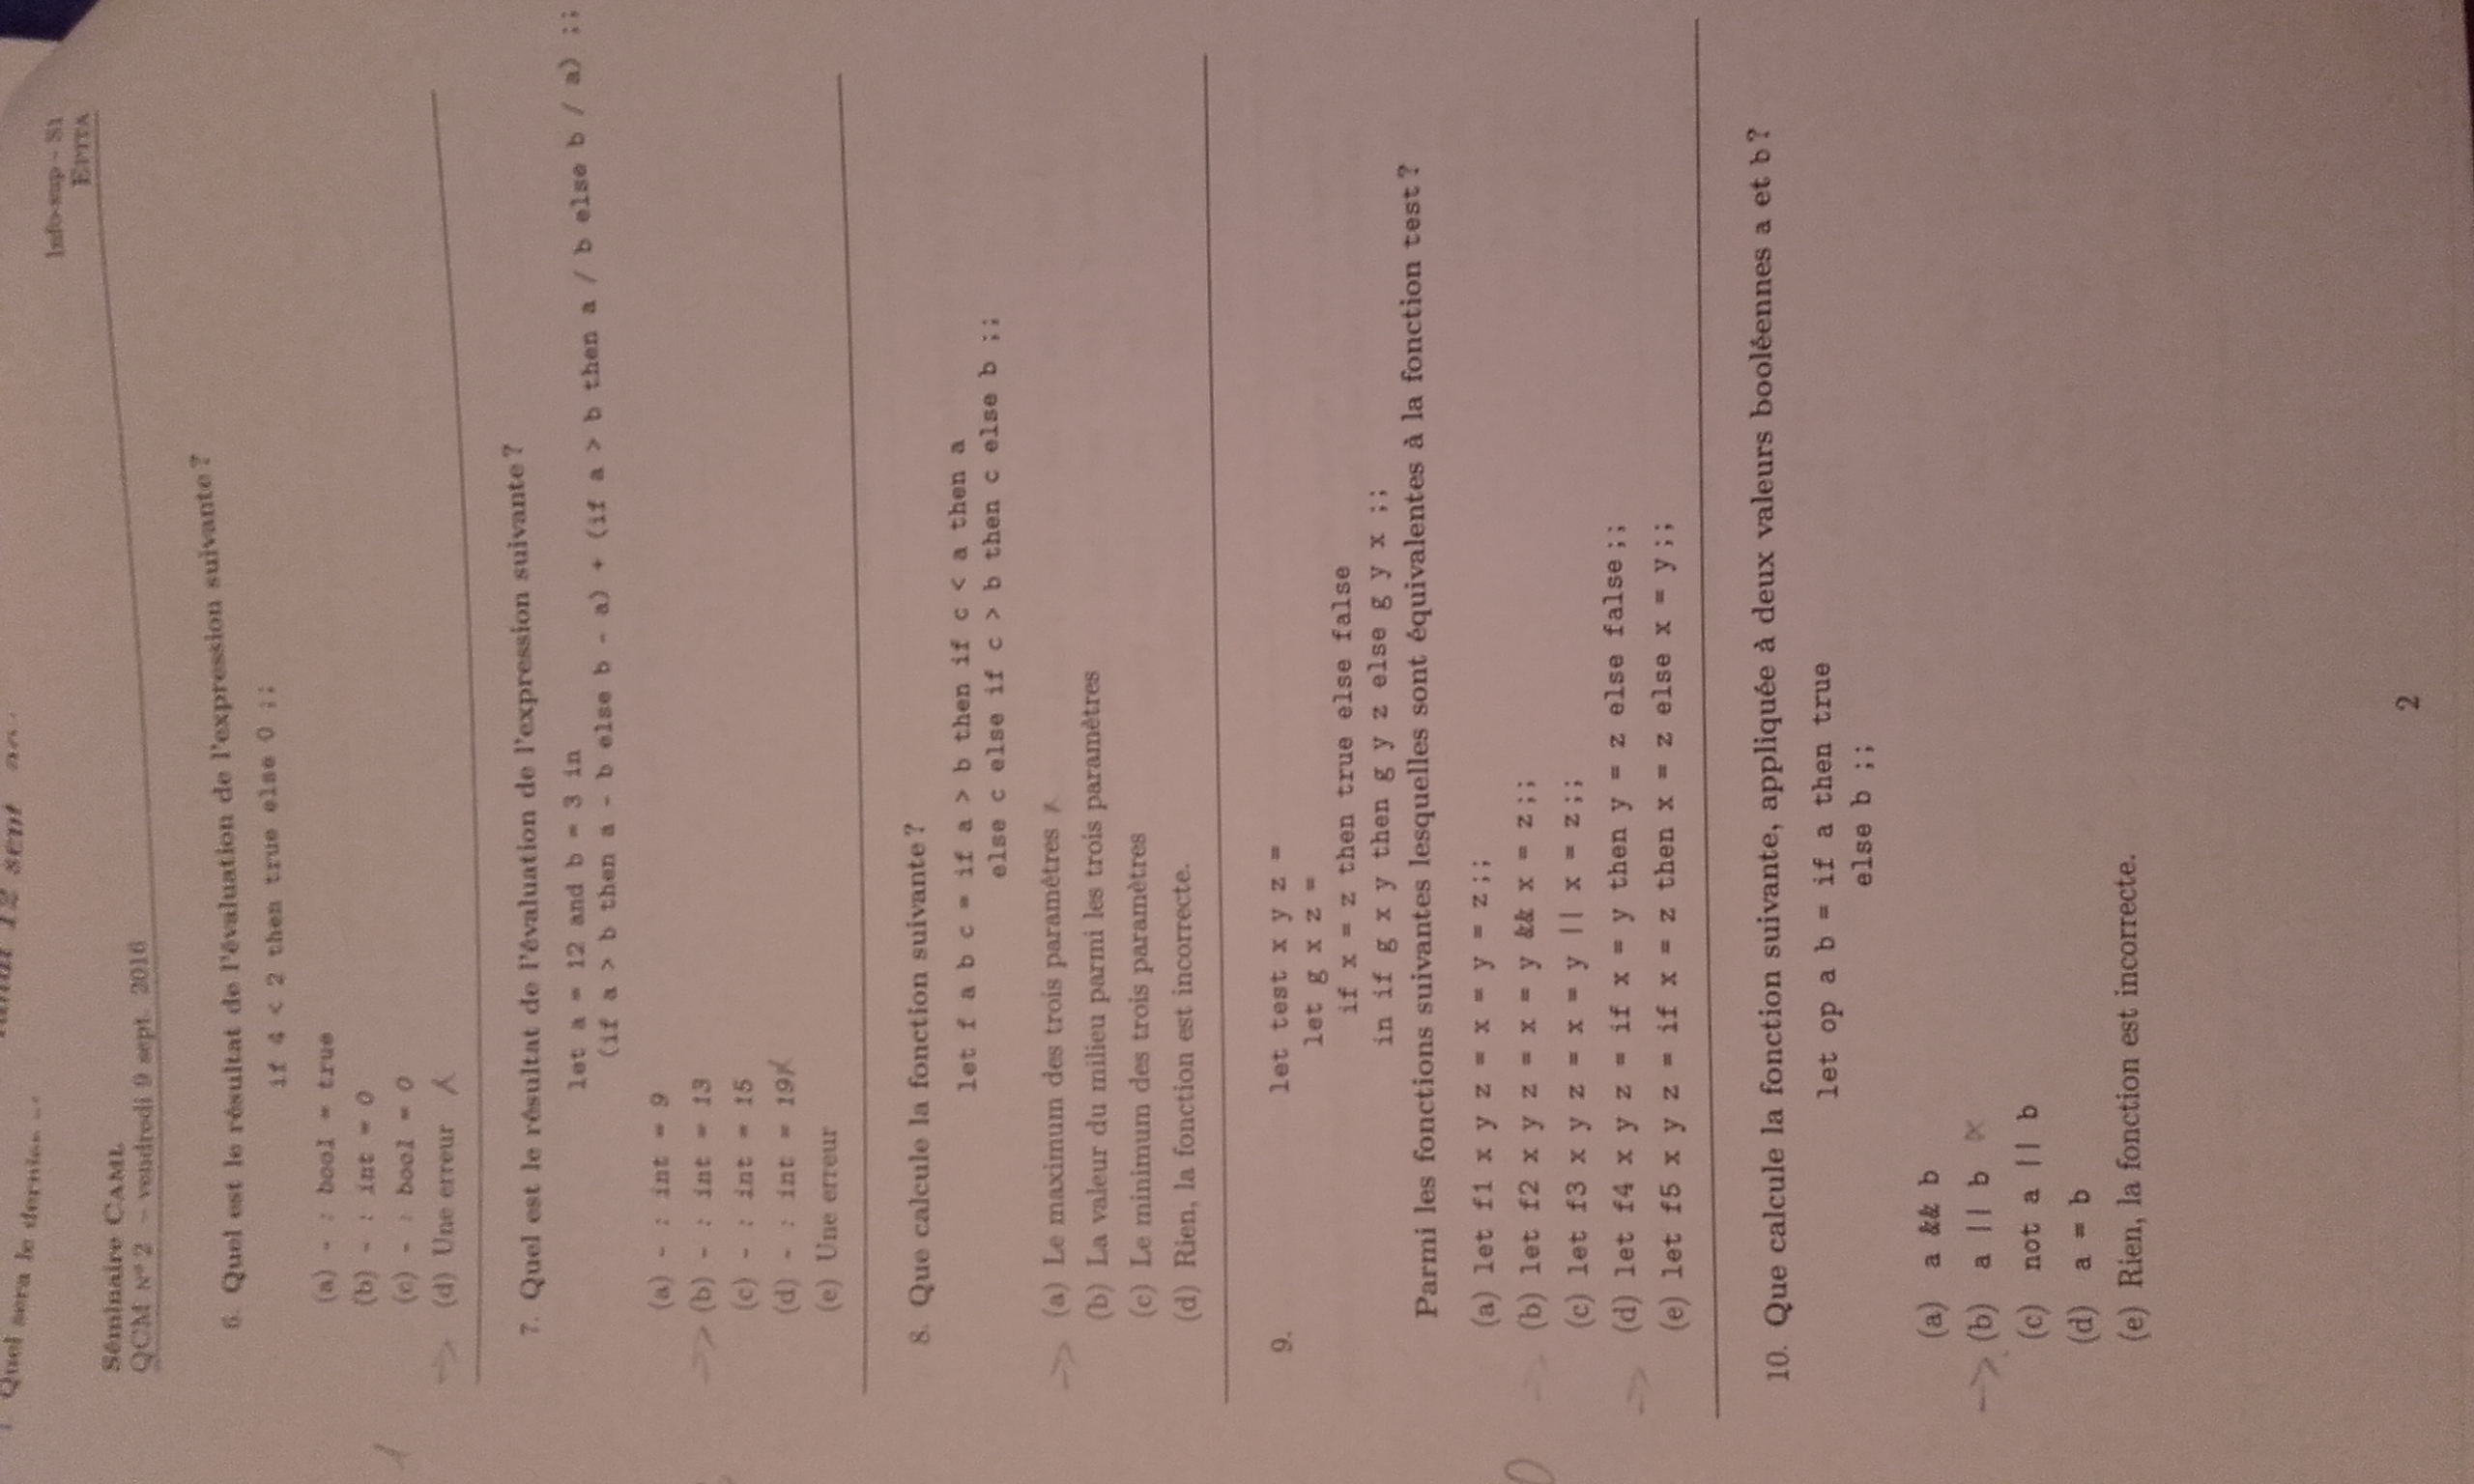 Quel sera le dernier
12 sept
Info-sup – S1
EPITA
Séminaire CAML
QCM N° 2 – vendredi 9 sept. 2016
6. Quel est le résultat de l'évaluation de l'expression suivante ?
if 4 < 2 then true else 0 ;;
(a) - : bool = true
(b) - : int = 0
1
(c) - : bool = 0
(d) Une erreur
7. Quel est le résultat de l'évaluation de l'expression suivante ?
let a = 12 and b = 3 in
(if a > b then a - b else b - a) + (if a > b then a / b else b / a) ;;
(a) - : int = 9
(b) - : int = 13
(c) - : int = 15
(d) - : int = 19
(e) Une erreur
8. Que calcule la fonction suivante ?
let f a b c = if a > b then if c < a then a
else c else if c > b then c else b ;;
(a) Le maximum des trois paramètres
(b) La valeur du milieu parmi les trois paramètres
(c) Le minimum des trois paramètres
(d) Rien, la fonction est incorrecte.
9. let test x y z =
let g x z =
if x = z then true else false
in if g x y then g y z else g y x ;;
Parmi les fonctions suivantes lesquelles sont équivalentes à la fonction test ?
(a) let f1 x y z = x = y = z;;
0
(b) let f2 x y z = x = y && x = z;;
(c) let f3 x y z = x = y || x = z;;
(d) let f4 x y z = if x = y then y = z else false;;
(e) let f5 x y z = if x = z then x = z else x = y;;
10. Que calcule la fonction suivante, appliquée à deux valeurs booléennes a et b ?
let op a b = if a then true
else b ;;
(a) a && b
(b) a || b
(c) not a || b
(d) a = b
(e) Rien, la fonction est incorrecte.
2